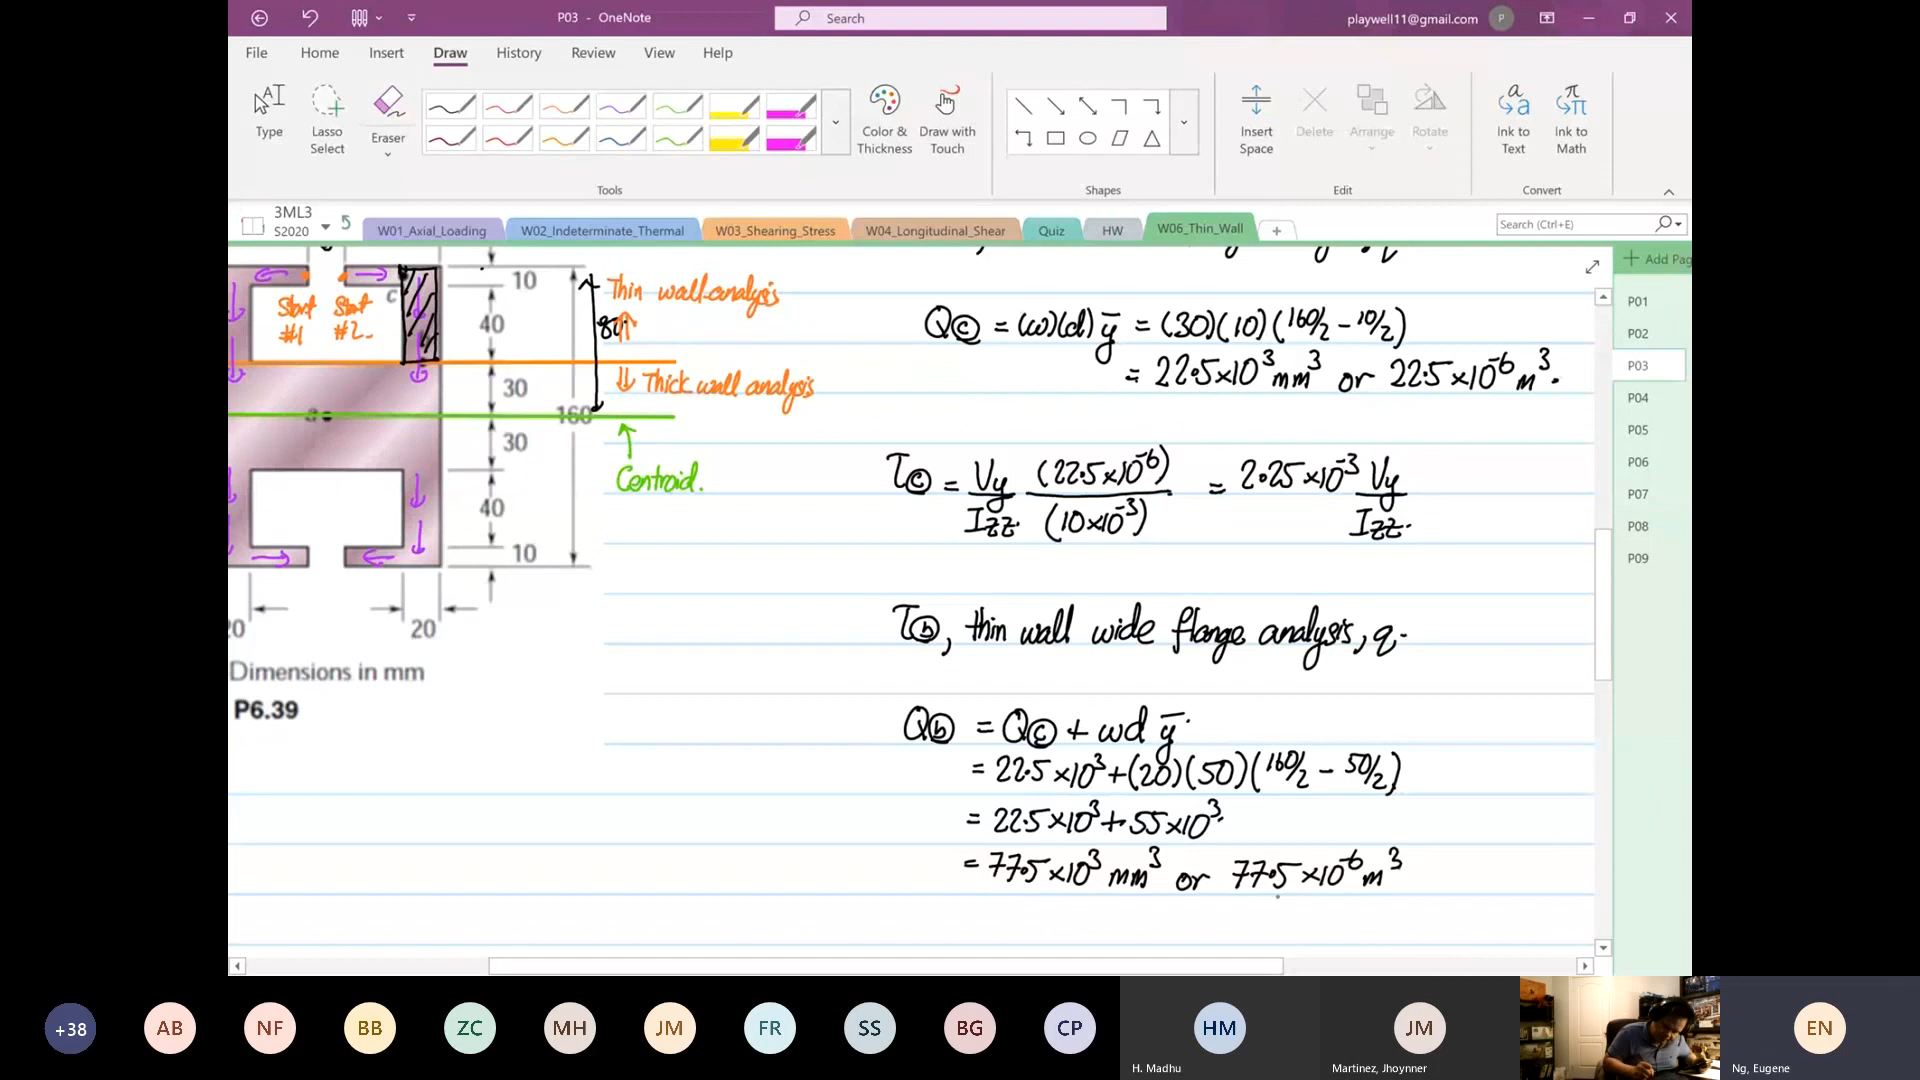 P03 - OneNote
Search
playwell11@gmail.com
P
File Home Insert Draw History Review View Help
Type
Lasso Select
Eraser
Color & Thickness
Draw with Touch
Insert Space
Delete
Arrange
Rotate
Ink to Text
Ink to Math
Tools
Shapes
Edit
Convert
3ML3 S2020
W01_Axial_Loading
W02_Indeterminate_Thermal
W03_Shearing_Stress
W04_Longitudinal_Shear
Quiz
HW
W06_Thin_Wall
Search (Ctrl+E)
Add Pag
P01
P02
P03
P04
P05
P06
P07
P08
P09
Start #1
Start #2
c
a
10
40
30
30
40
10
160
80
20
20
Thin wall analysis
Thick wall analysis
Centroid.
Dimensions in mm
P6.39
Qⓒ = (w)(d) ȳ = (30)(10)(160/2 - 10/2)
= 22.5×10³ mm³ or 22.5×10⁻⁶ m³.
τⓒ = Vy/Izz (22.5×10⁻⁶)/(10×10⁻³) = 2.25×10⁻³ Vy/Izz.
τⓑ, thin wall wide flange analysis, q.
Qⓑ = Qⓒ + wd ȳ
= 22.5×10³ + (20)(50)(160/2 - 50/2)
= 22.5×10³ + 55×10³
= 77.5×10³ mm³ or 77.5×10⁻⁶ m³
+38 AB NF BB ZC MH JM FR SS BG CP HM JM EN
H. Madhu
Martinez, Jhoynner
Ng, Eugene